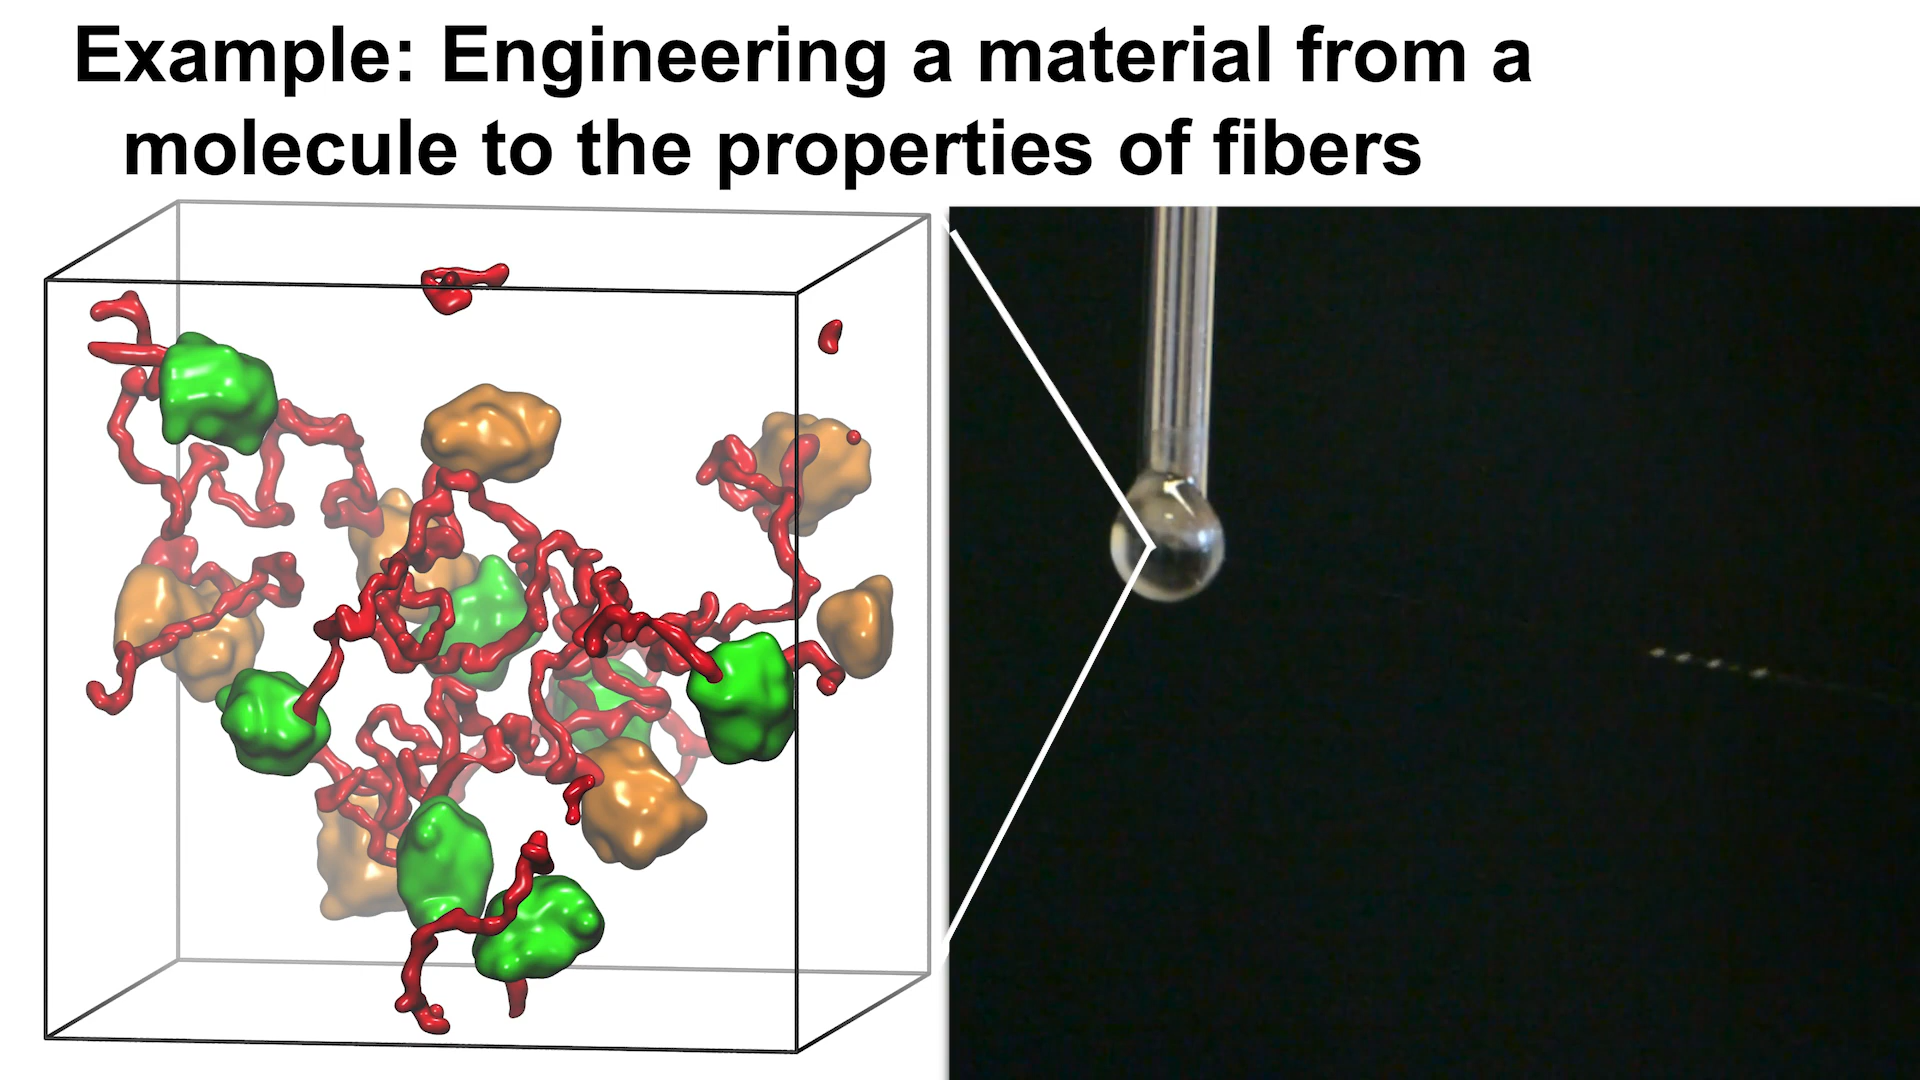 Example: Engineering a material from a
molecule to the properties of fibers